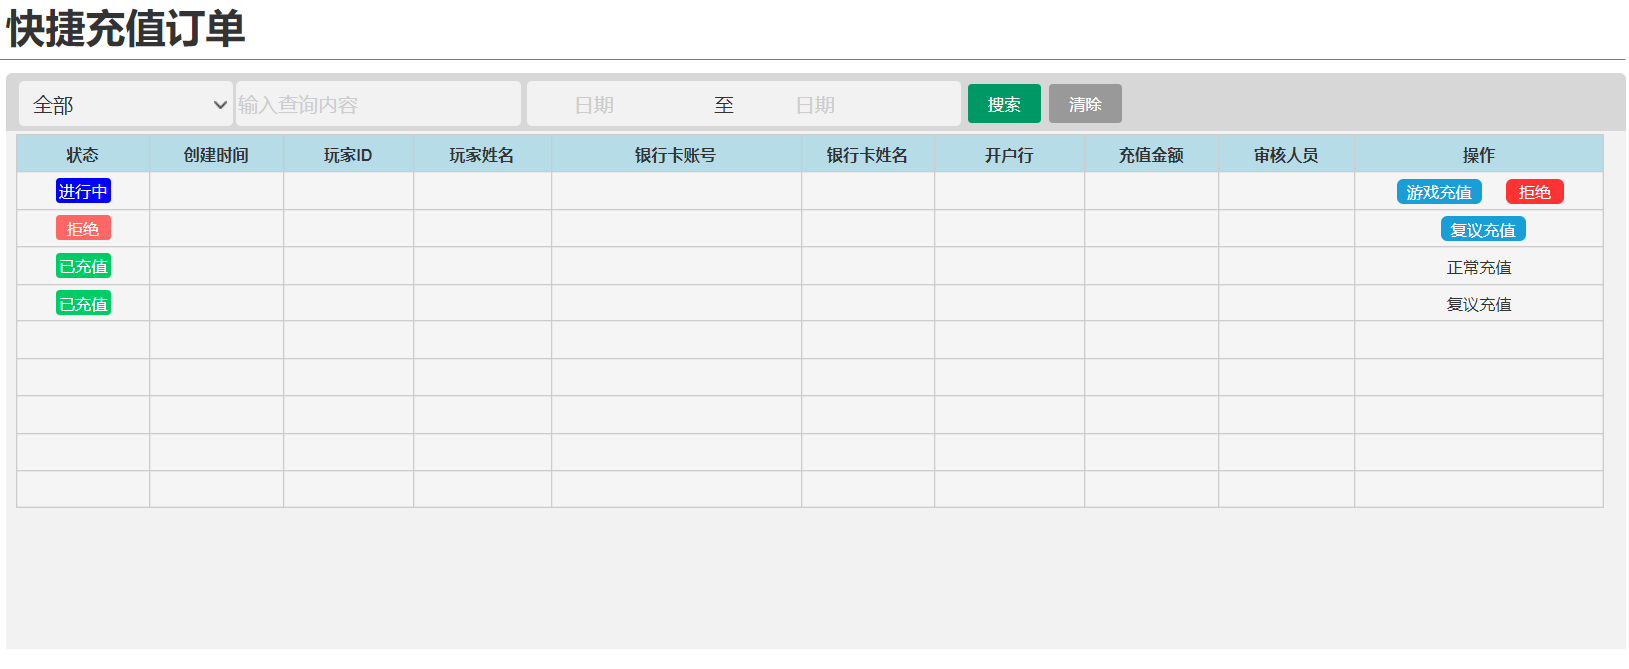 快捷充值订单
全部 输入查询内容 日期 至 日期 搜索 清除
状态 创建时间 玩家ID 玩家姓名 银行卡账号 银行卡姓名 开户行 充值金额 审核人员 操作
进行中 游戏充值 拒绝
拒绝 复议充值
已充值 正常充值
已充值 复议充值